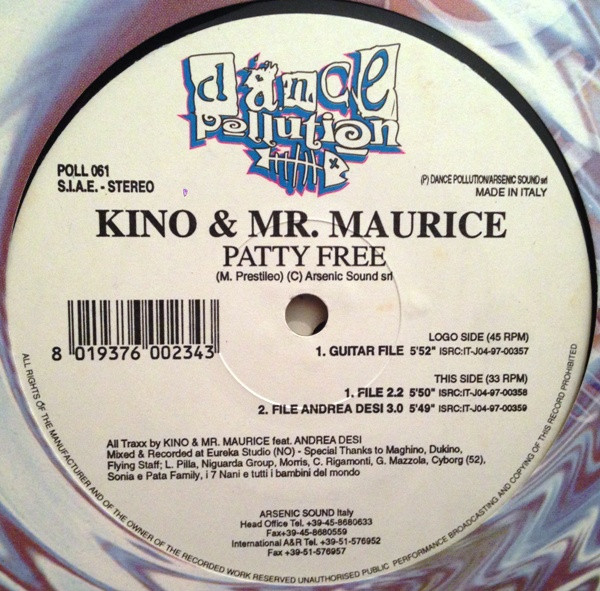 dance
pollution
POLL 061
S.I.A.E. - STEREO
(P) DANCE POLLUTION/ARSENIC SOUND srl
MADE IN ITALY
KINO & MR. MAURICE
PATTY FREE
(M. Prestileo) (C) Arsenic Sound srl
8 019376 002343
LOGO SIDE (45 RPM)
1. GUITAR FILE 5'52" ISRC:IT-J04-97-00357
THIS SIDE (33 RPM)
1. FILE 2.2 5'50" ISRC:IT-J04-97-00358
2. FILE ANDREA DESI 3.0 5'49" ISRC:IT-J04-97-00359
All Traxx by KINO & MR. MAURICE feat. ANDREA DESI
Mixed & Recorded at Eureka Studio (NO) - Special Thanks to Maghino, Dukino,
Flying Staff; L. Pilla, Niguarda Group, Morris, C. Rigamonti, G. Mazzola, Cyborg (52),
Sonia e Pata Family, i 7 Nani e tutti i bambini del mondo
ARSENIC SOUND Italy
Head Office Tel. +39-45-8680633
Fax+39-45-8680559
International A&R Tel. +39-51-576952
Fax +39-51-576957
ALL RIGHTS OF THE MANUFACTURER AND OF THE OWNER OF THE RECORDED WORK RESERVED UNAUTHORISED PUBLIC PERFORMANCE BROADCASTING AND COPYING OF THIS RECORD PROHIBITED